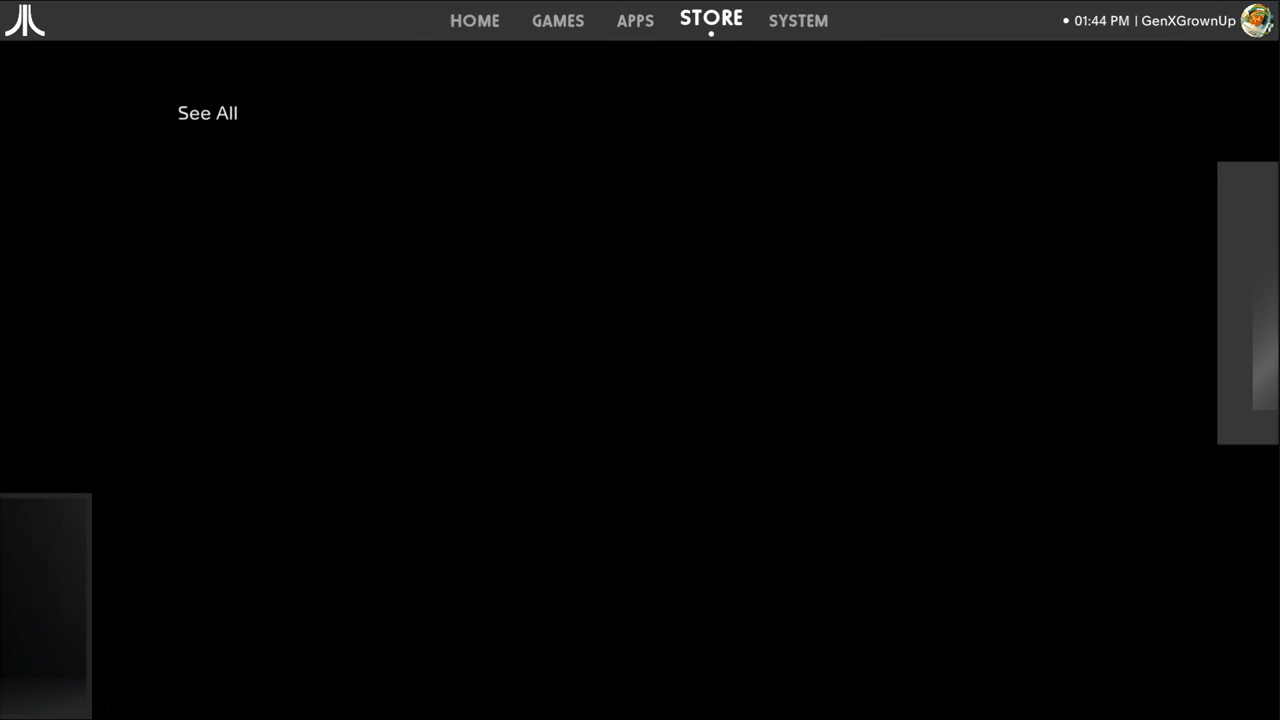 HOME GAMES APPS STORE SYSTEM • 01:44 PM | GenXGrownUp
See All